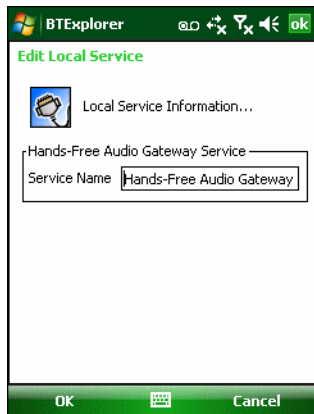 BTExplorer ok
Edit Local Service
Local Service Information...
Hands-Free Audio Gateway Service
Service Name Hands-Free Audio Gateway
OK Cancel